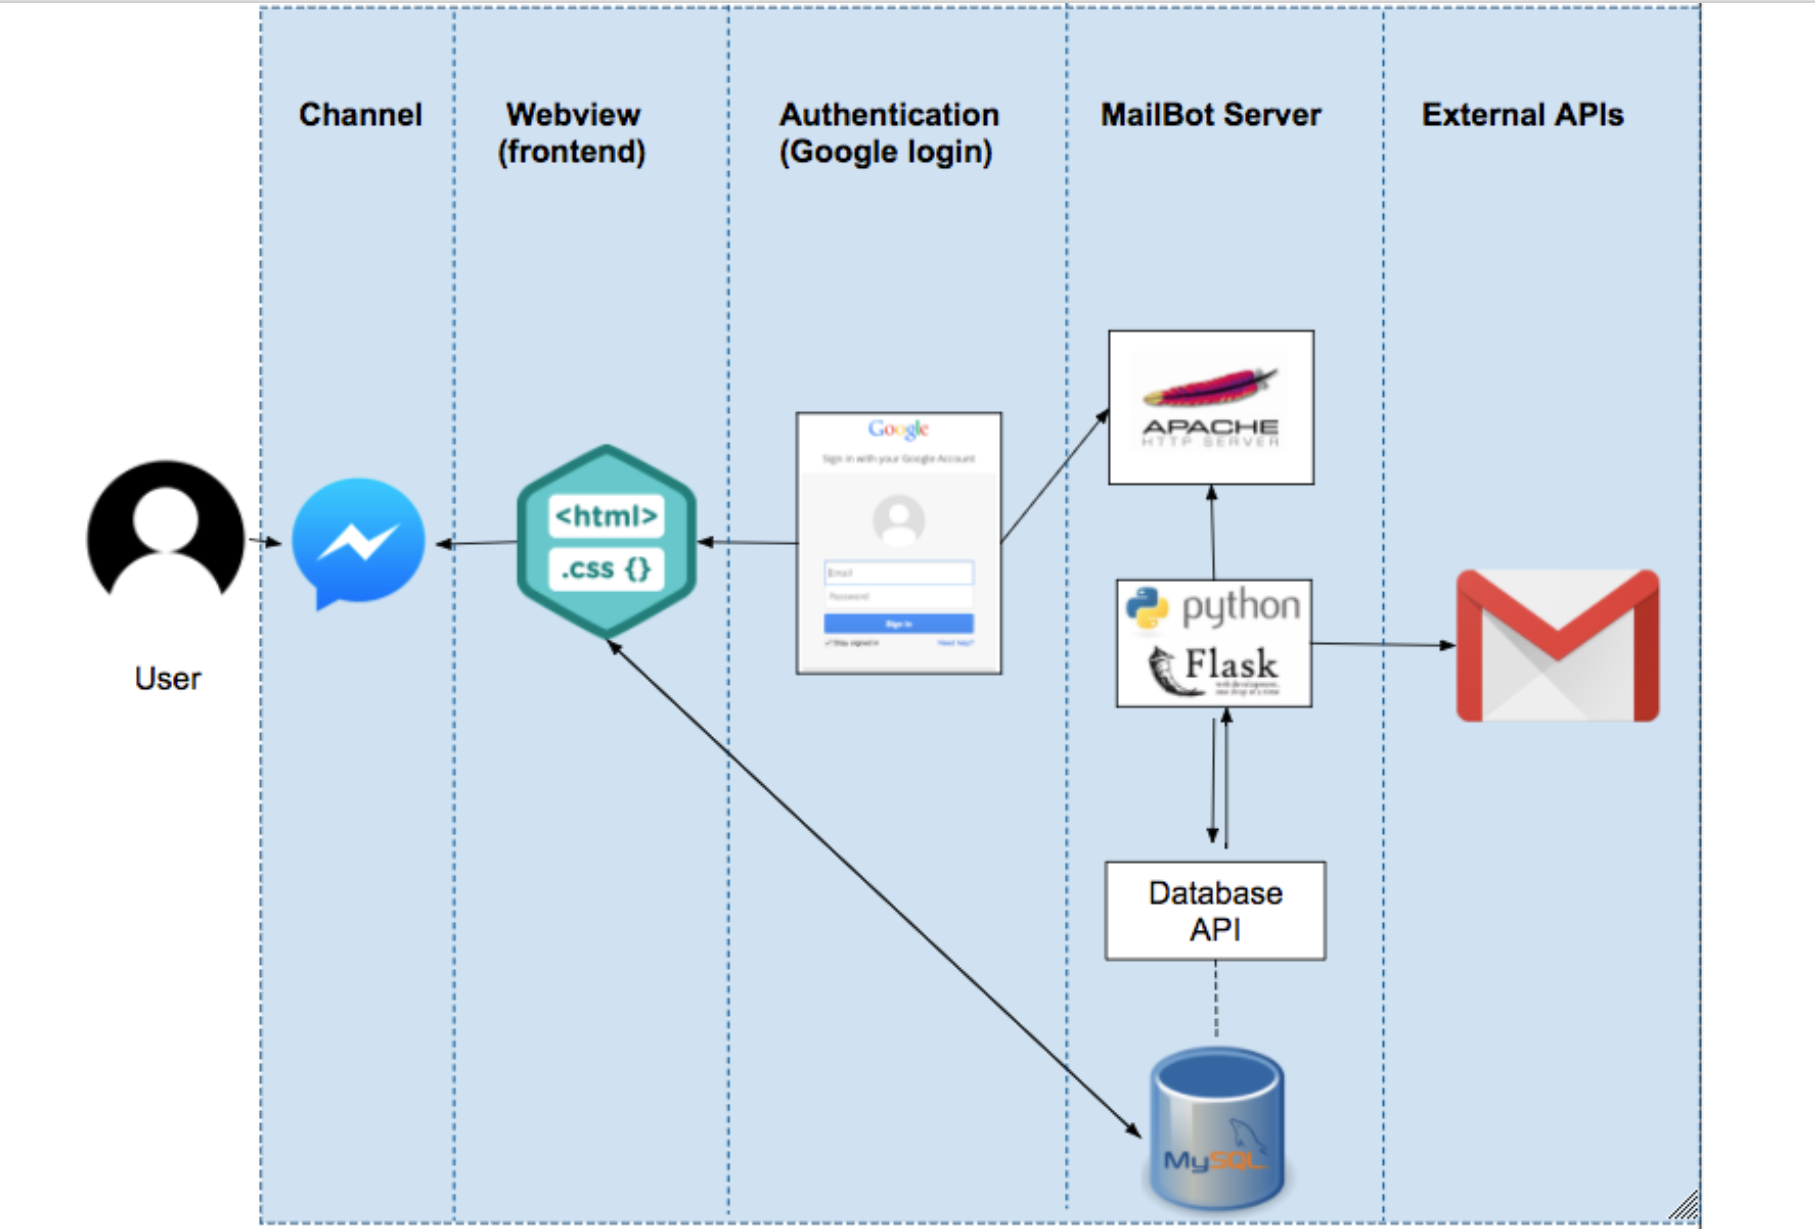 Channel
Webview
(frontend)
Authentication
(Google login)
MailBot Server
External APIs
APACHE
HTTP SERVER
Google
Sign in with your Google Account
Email
Password
Sign in
Stay signed in
Need help?
<html>
.css {}
python
Flask
web development,
one drop at a time
User
Database
API
MySQL